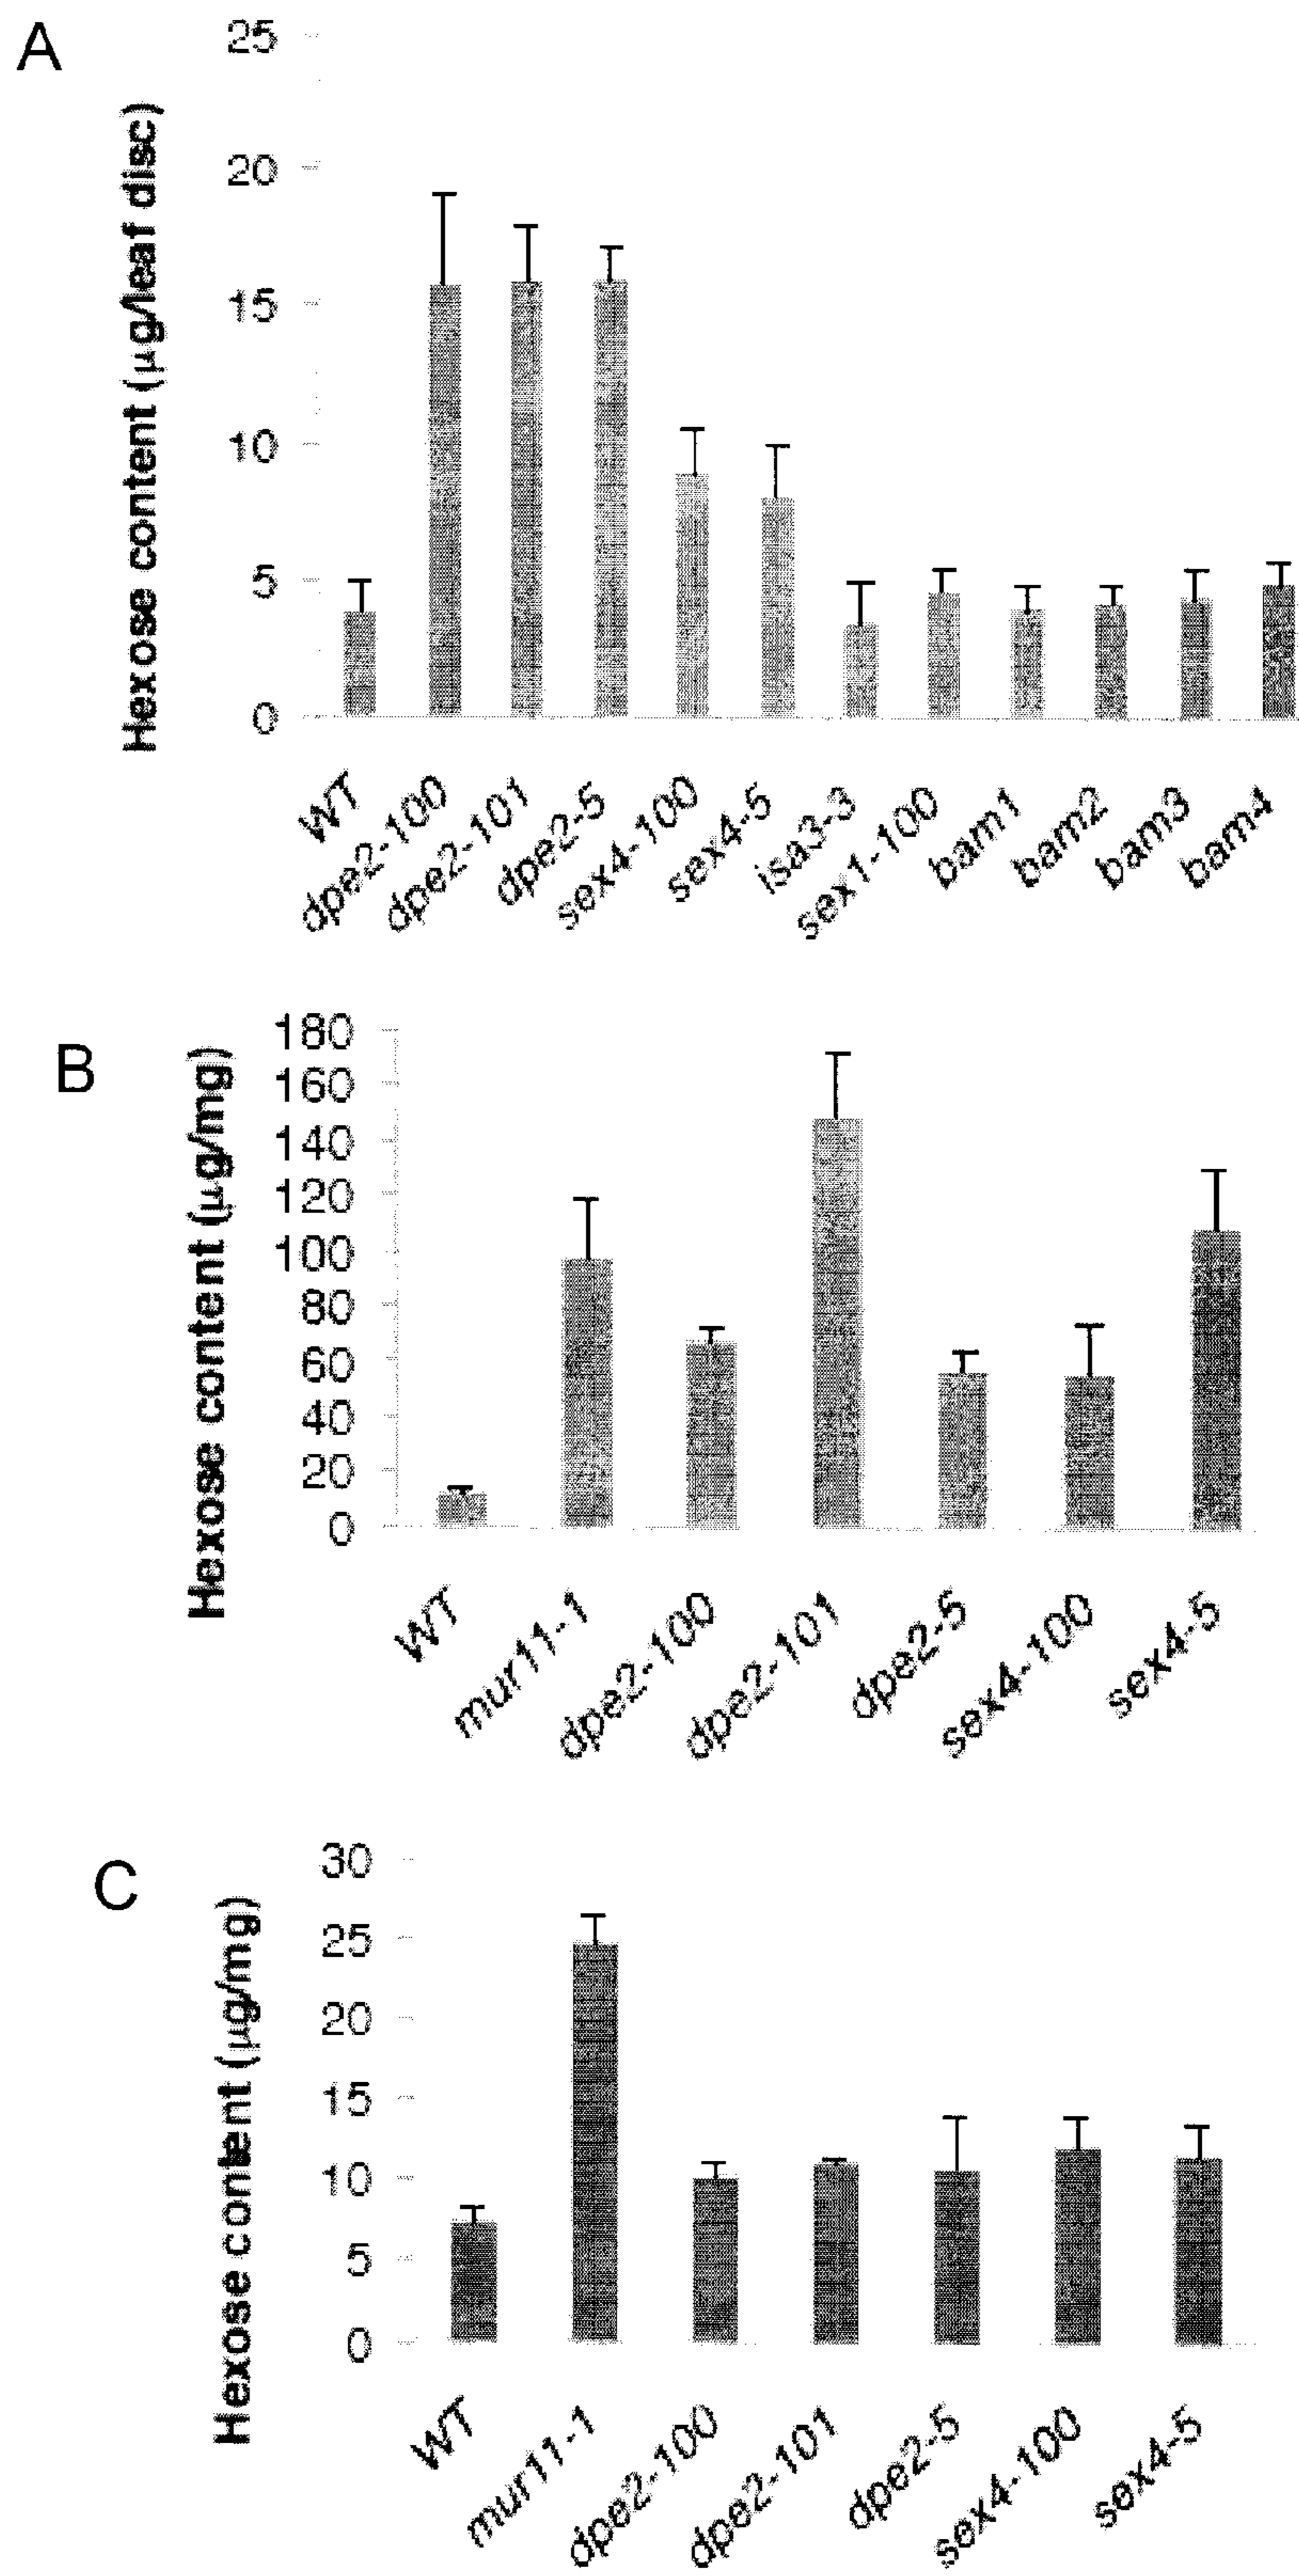 A
Hexose content (µg/leaf disc)
25
20
15
10
5
0
WT
dpe2-100
dpe2-101
dpe2-5
sex4-100
sex4-5
isa3-3
sex1-100
bam1
bam2
bam3
bam4
B
Hexose content (µg/mg)
180
160
140
120
100
80
60
40
20
0
WT
mur11-1
dpe2-100
dpe2-101
dpe2-5
sex4-100
sex4-5
C
Hexose content (µg/mg)
30
25
20
15
10
5
0
WT
mur11-1
dpe2-100
dpe2-101
dpe2-5
sex4-100
sex4-5